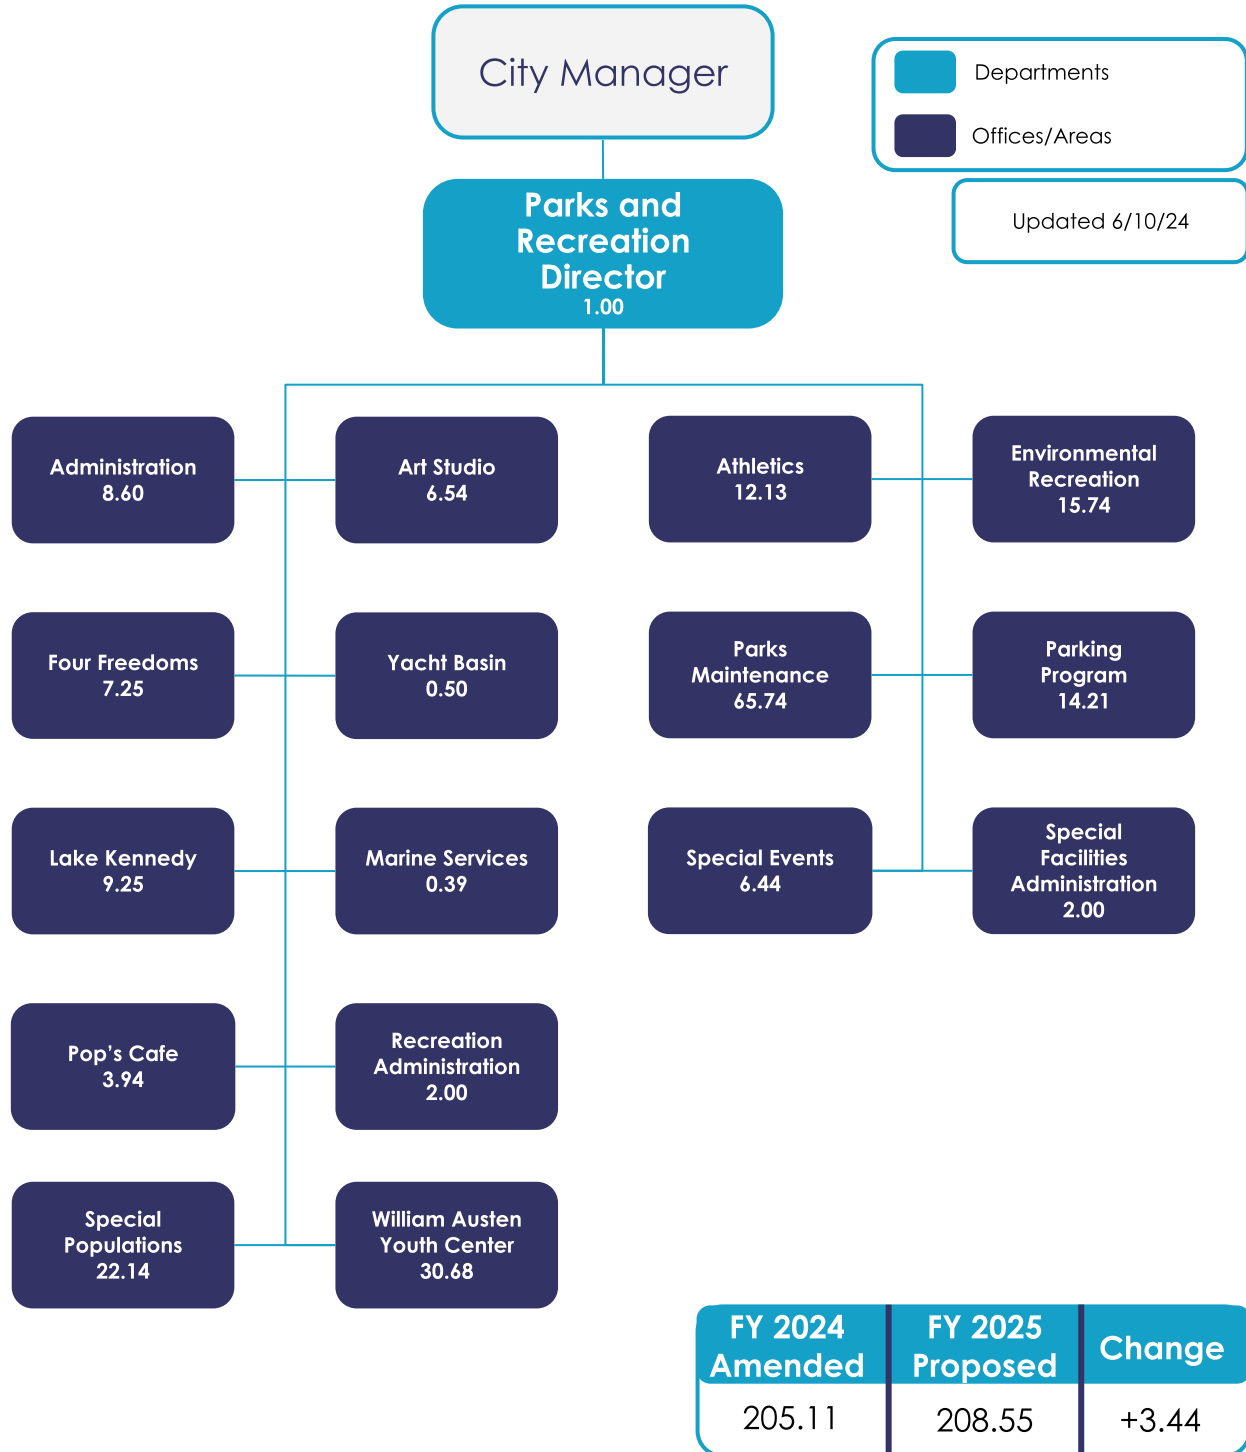 City Manager
Departments
Offices/Areas
Updated 6/10/24
Parks and
Recreation
Director
1.00
Administration
8.60
Art Studio
6.54
Athletics
12.13
Environmental
Recreation
15.74
Four Freedoms
7.25
Yacht Basin
0.50
Parks
Maintenance
65.74
Parking
Program
14.21
Lake Kennedy
9.25
Marine Services
0.39
Special Events
6.44
Special
Facilities
Administration
2.00
Pop's Cafe
3.94
Recreation
Administration
2.00
Special
Populations
22.14
William Austen
Youth Center
30.68
FY 2024
Amended
FY 2025
Proposed
Change
205.11
208.55
+3.44